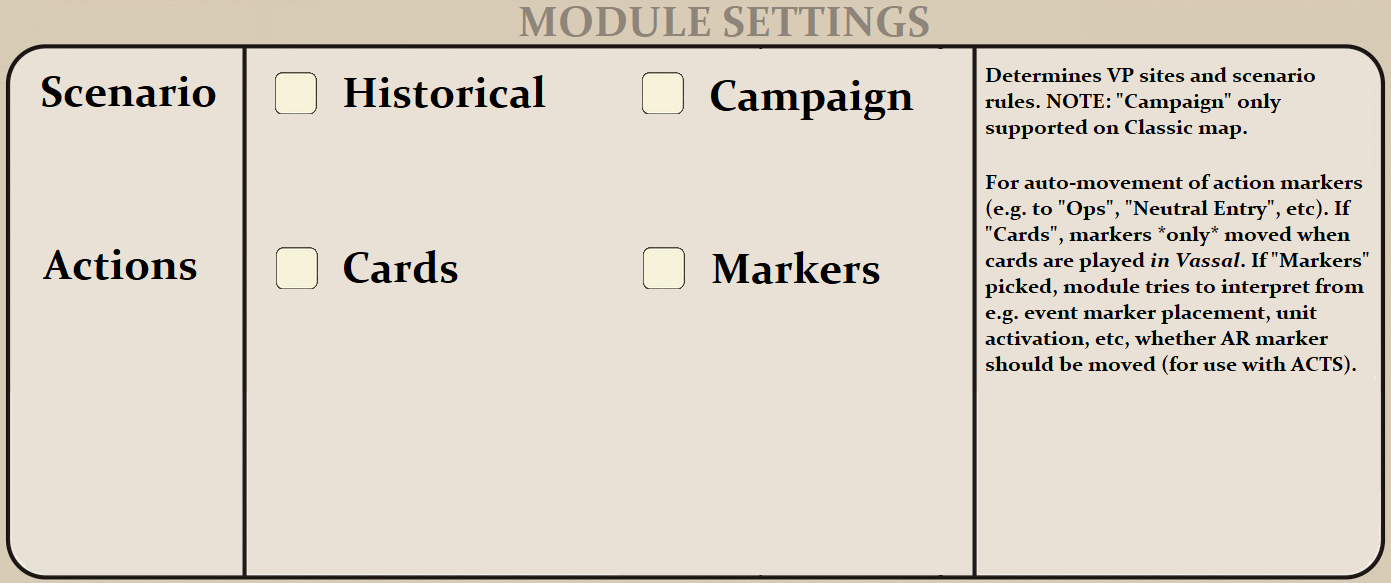 MODULE SETTINGS
Scenario
Historical
Campaign
Determines VP sites and scenario
rules. NOTE: "Campaign" only
supported on Classic map.
Actions
Cards
Markers
For auto-movement of action markers
(e.g. to "Ops", "Neutral Entry", etc). If
"Cards", markers *only* moved when
cards are played in Vassal. If "Markers"
picked, module tries to interpret from
e.g. event marker placement, unit
activation, etc, whether AR marker
should be moved (for use with ACTS).